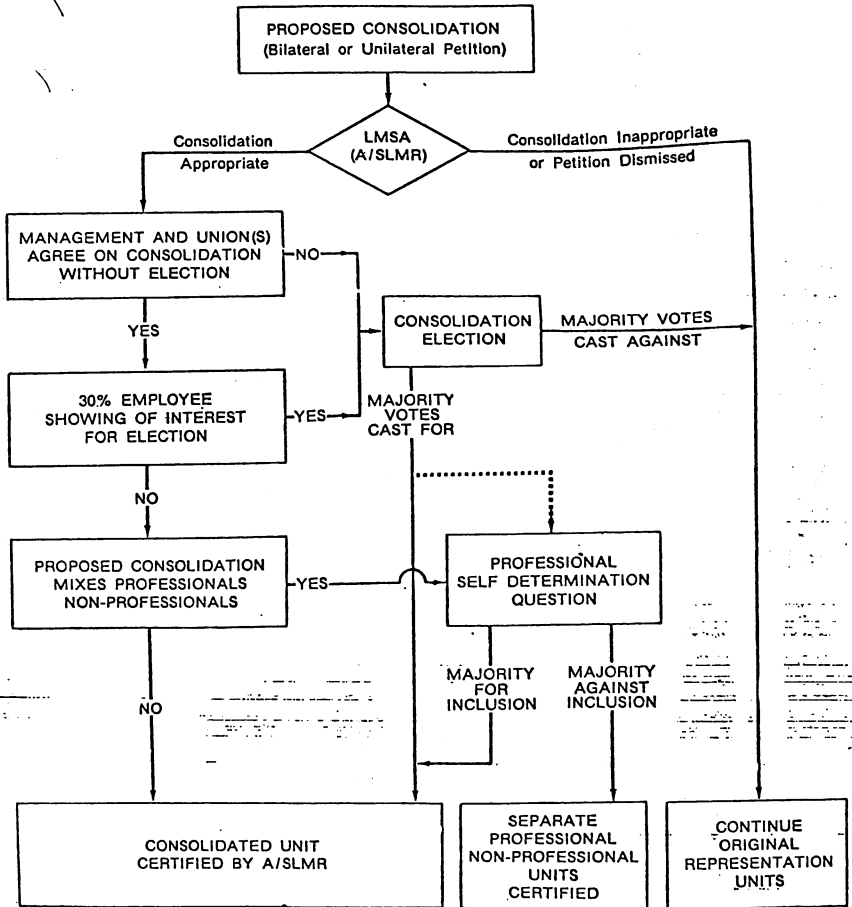 PROPOSED CONSOLIDATION
(Bilateral or Unilateral Petition)
LMSA
(A/SLMR)
Consolidation
Appropriate
Consolidation Inappropriate
or Petition Dismissed
MANAGEMENT AND UNION(S)
AGREE ON CONSOLIDATION
WITHOUT ELECTION
NO
YES
CONSOLIDATION
ELECTION
MAJORITY VOTES
CAST AGAINST
30% EMPLOYEE
SHOWING OF INTEREST
FOR ELECTION
YES
MAJORITY
VOTES
CAST FOR
NO
PROPOSED CONSOLIDATION
MIXES PROFESSIONALS
NON-PROFESSIONALS
YES
PROFESSIONAL
SELF DETERMINATION
QUESTION
NO
MAJORITY
FOR
INCLUSION
MAJORITY
AGAINST
INCLUSION
CONSOLIDATED UNIT
CERTIFIED BY A/SLMR
SEPARATE
PROFESSIONAL
NON-PROFESSIONAL
UNITS
CERTIFIED
CONTINUE
ORIGINAL
REPRESENTATION
UNITS